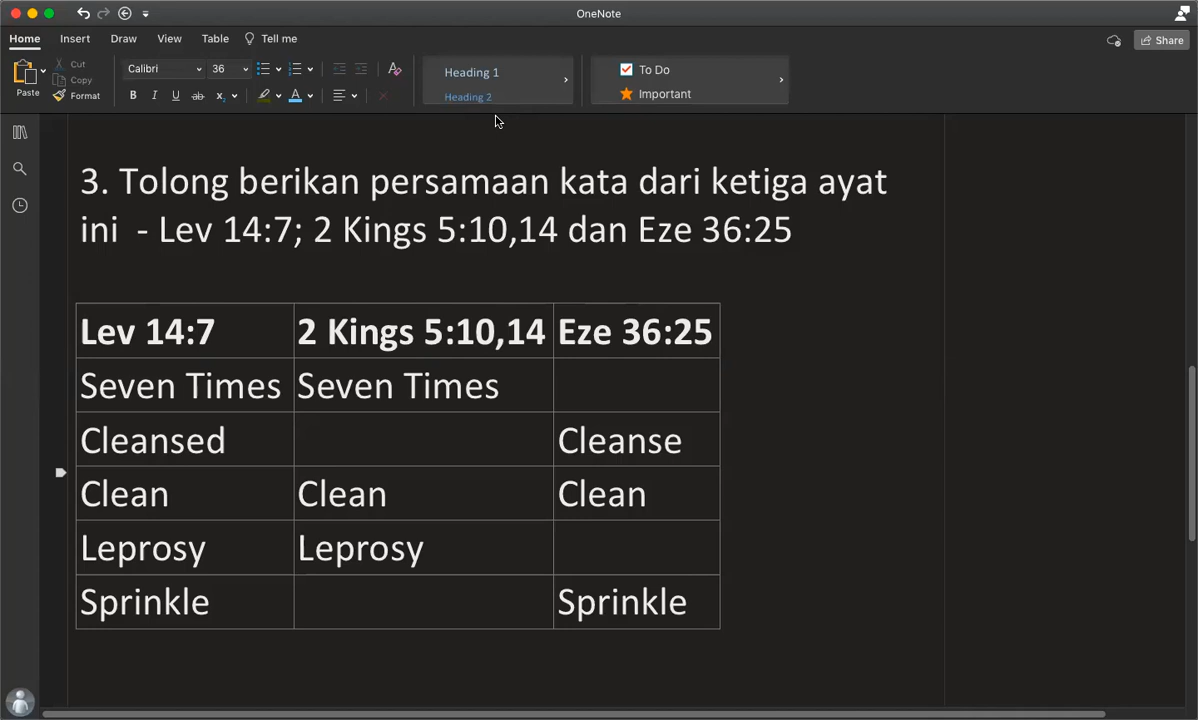 OneNote
Home Insert Draw View Table Tell me
Share
Paste
Cut
Copy
Format
Calibri 36
B I U ab x₂ A
Heading 1
Heading 2
To Do
Important
3. Tolong berikan persamaan kata dari ketiga ayat
ini - Lev 14:7; 2 Kings 5:10,14 dan Eze 36:25
Lev 14:7 2 Kings 5:10,14 Eze 36:25
Seven Times Seven Times
Cleansed Cleanse
Clean Clean Clean
Leprosy Leprosy
Sprinkle Sprinkle